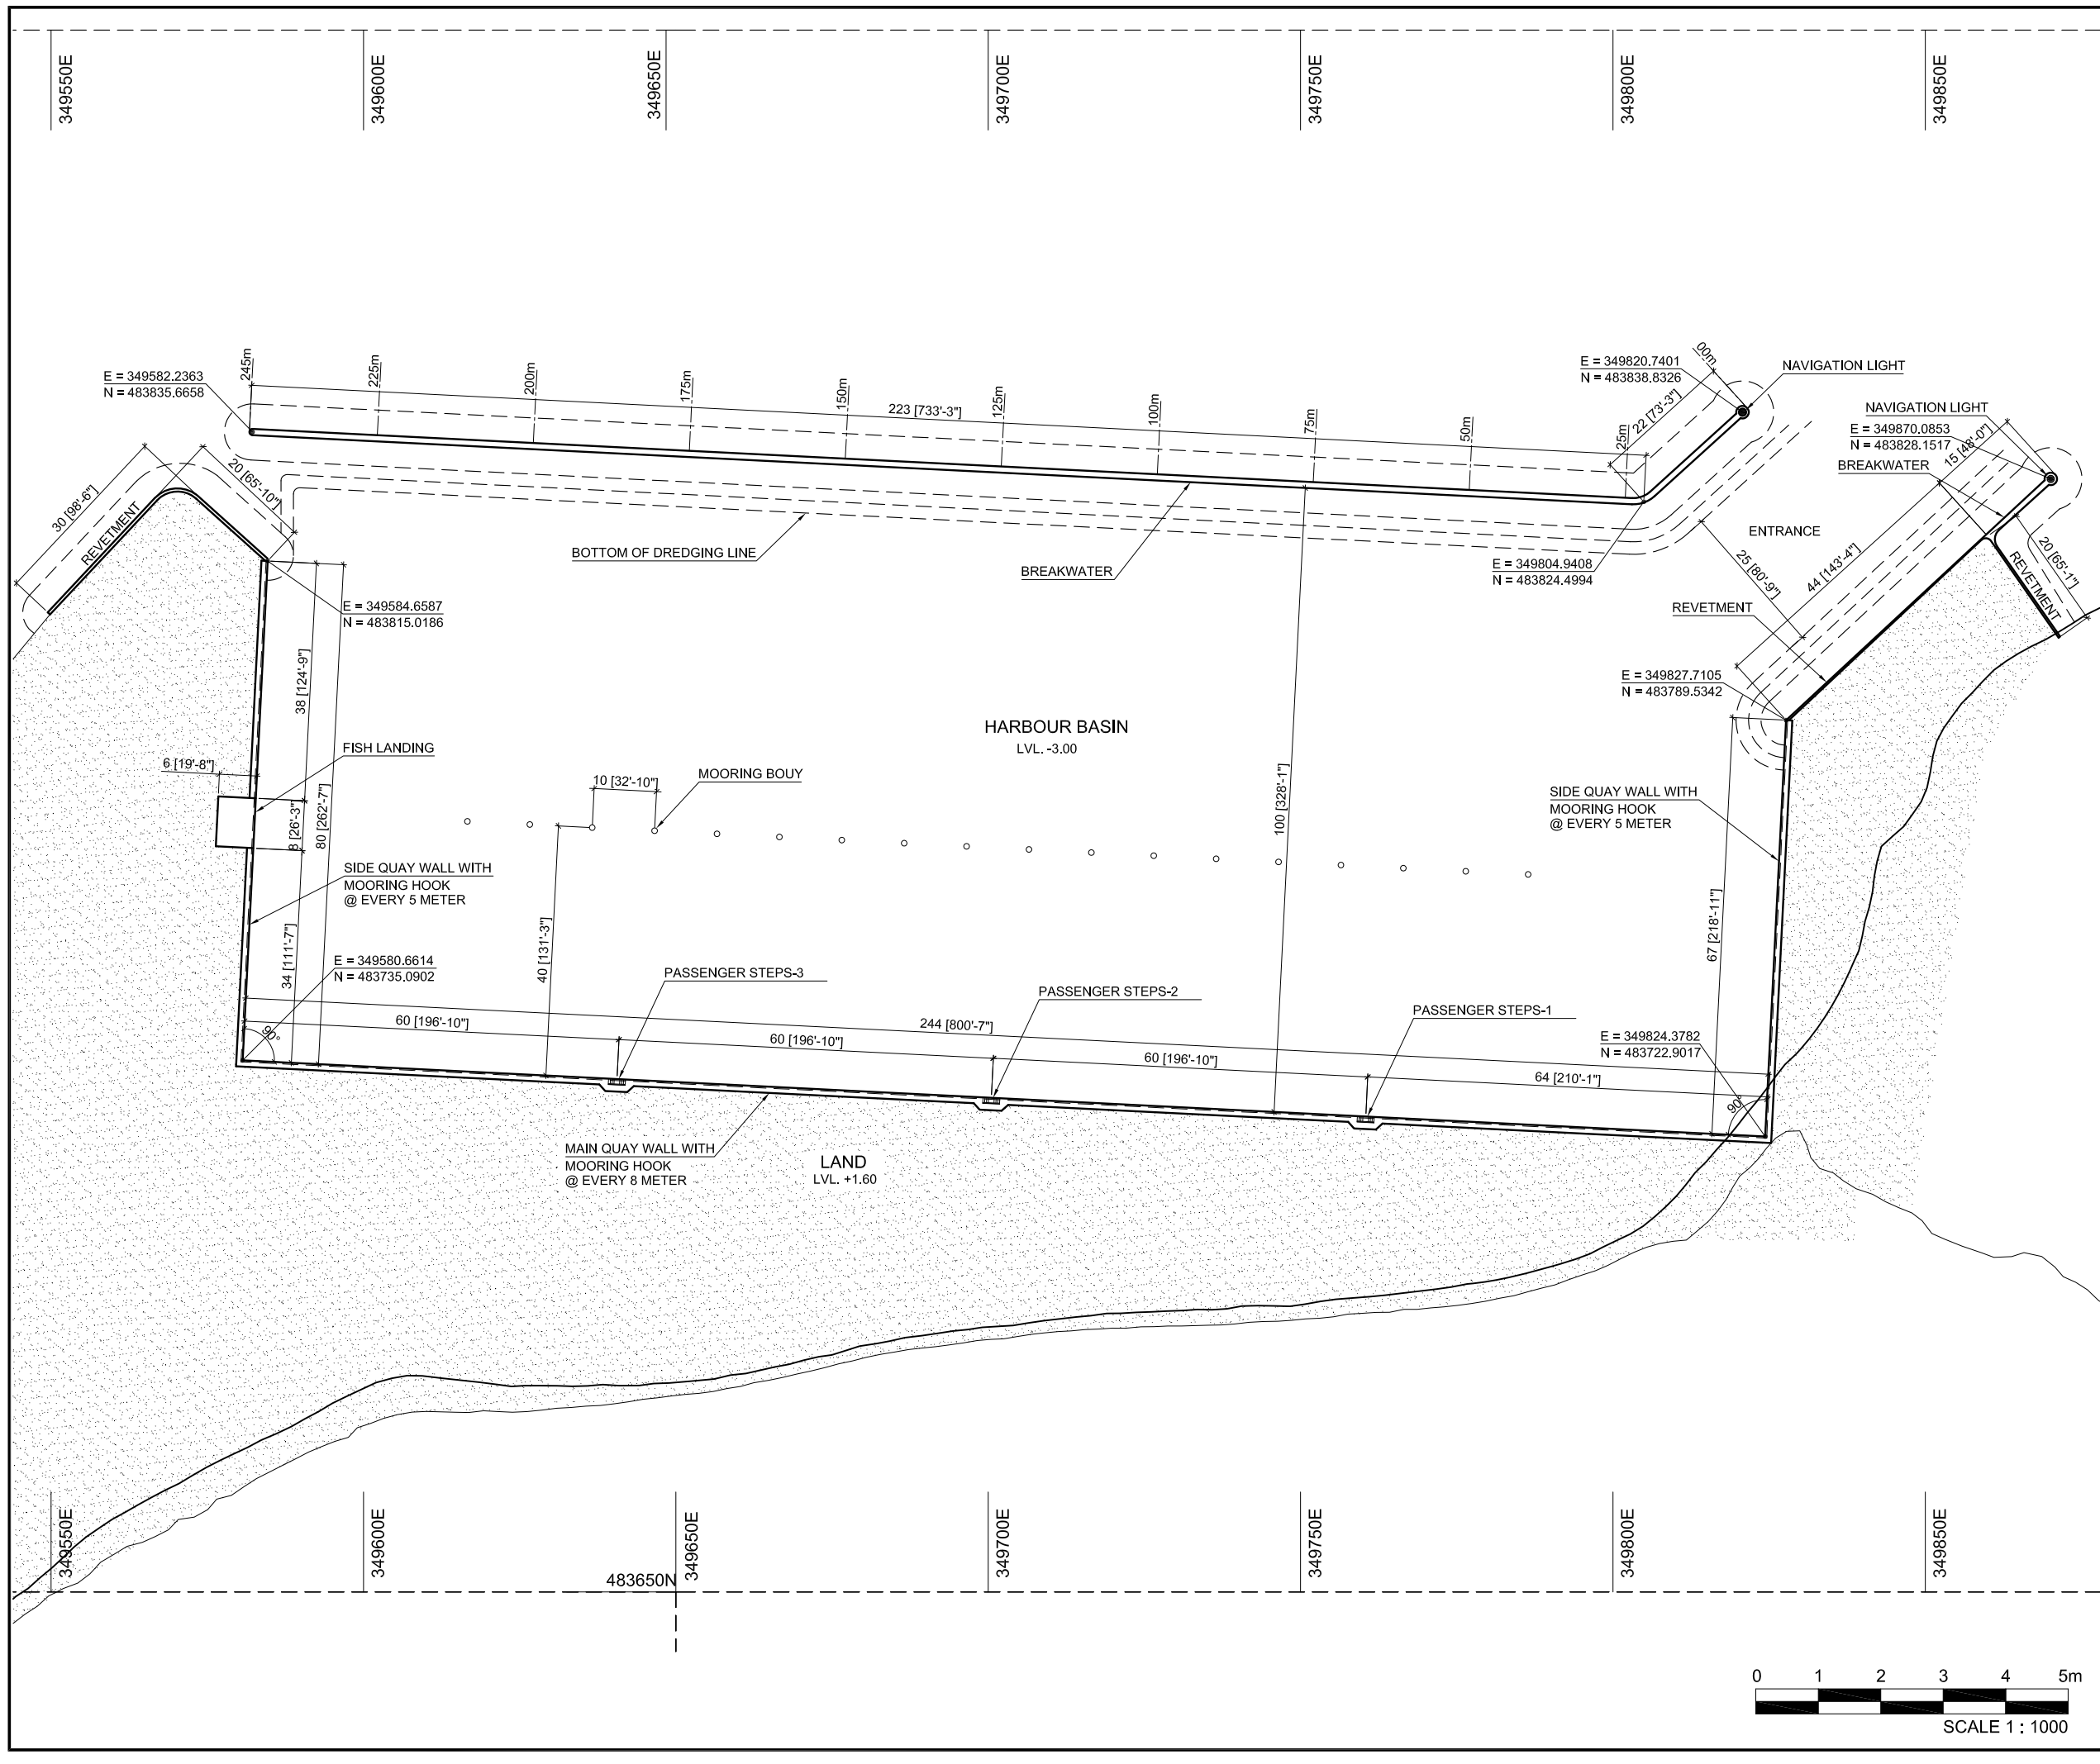 349550E
349600E
349650E
349700E
349750E
349800E
349850E
E = 349582.2363
N = 483835.6658
245m
225m
200m
175m
150m
125m
100m
75m
50m
25m
00m
223 [733'-3"]
22 [73'-3"]
E = 349820.7401
N = 483838.8326
NAVIGATION LIGHT
NAVIGATION LIGHT
E = 349870.0853
N = 483828.1517
BREAKWATER
15 [48'-0"]
30 [98'-6"]
REVETMENT
20 [65'-10"]
BOTTOM OF DREDGING LINE
BREAKWATER
E = 349804.9408
N = 483824.4994
ENTRANCE
25 [80'-9"]
44 [143'-4"]
20 [65'-1"]
REVETMENT
REVETMENT
E = 349584.6587
N = 483815.0186
E = 349827.7105
N = 483789.5342
38 [124'-9"]
HARBOUR BASIN
LVL. -3.00
FISH LANDING
6 [19'-8"]
8 [26'-3"]
80 [262'-7"]
10 [32'-10"]
MOORING BOUY
100 [328'-1"]
SIDE QUAY WALL WITH
MOORING HOOK
@ EVERY 5 METER
SIDE QUAY WALL WITH
MOORING HOOK
@ EVERY 5 METER
34 [111'-7"]
40 [131'-3"]
67 [218'-11"]
E = 349580.6614
N = 483735.0902
PASSENGER STEPS-3
PASSENGER STEPS-2
PASSENGER STEPS-1
90°
60 [196'-10"]
244 [800'-7"]
60 [196'-10"]
60 [196'-10"]
64 [210'-1"]
E = 349824.3782
N = 483722.9017
90°
MAIN QUAY WALL WITH
MOORING HOOK
@ EVERY 8 METER
LAND
LVL. +1.60
349550E
349600E
349650E
349700E
349750E
349800E
349850E
483650N
0 1 2 3 4 5m
SCALE 1 : 1000